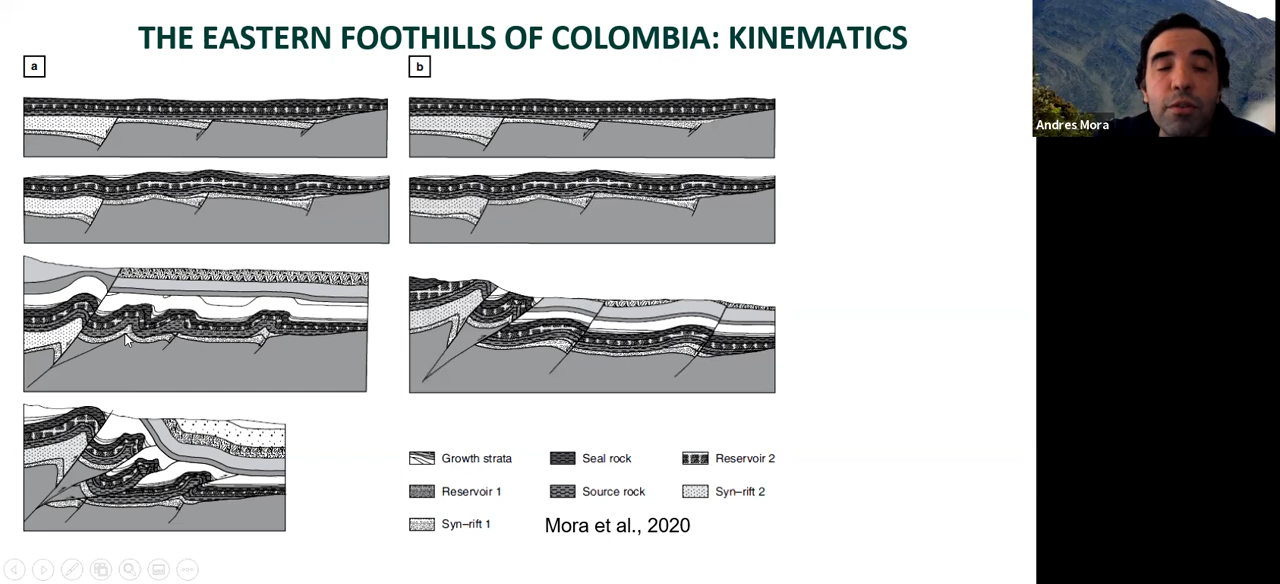 THE EASTERN FOOTHILLS OF COLOMBIA: KINEMATICS
a
b
Andres Mora
Growth strata
Seal rock
Reservoir 2
Reservoir 1
Source rock
Syn–rift 2
Syn–rift 1
Mora et al., 2020